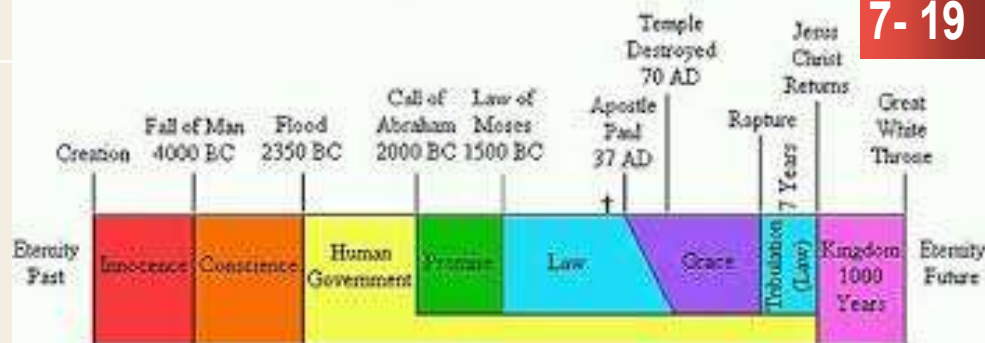 7- 19
Temple
Destroyed
70 AD
Jesus
Christ
Returns
Call of
Abraham
2000 BC
Law of
Moses
1500 BC
Apostle
Paul
37 AD
Great
White
Throne
Creation
Fall of Man
4000 BC
Flood
2350 BC
Rapture
7 Years
Eternity
Past
Innocence
Conscience
Human
Government
Promise
Law
Grace
Tribulation
(Law)
Kingdom
1000
Years
Eternity
Future